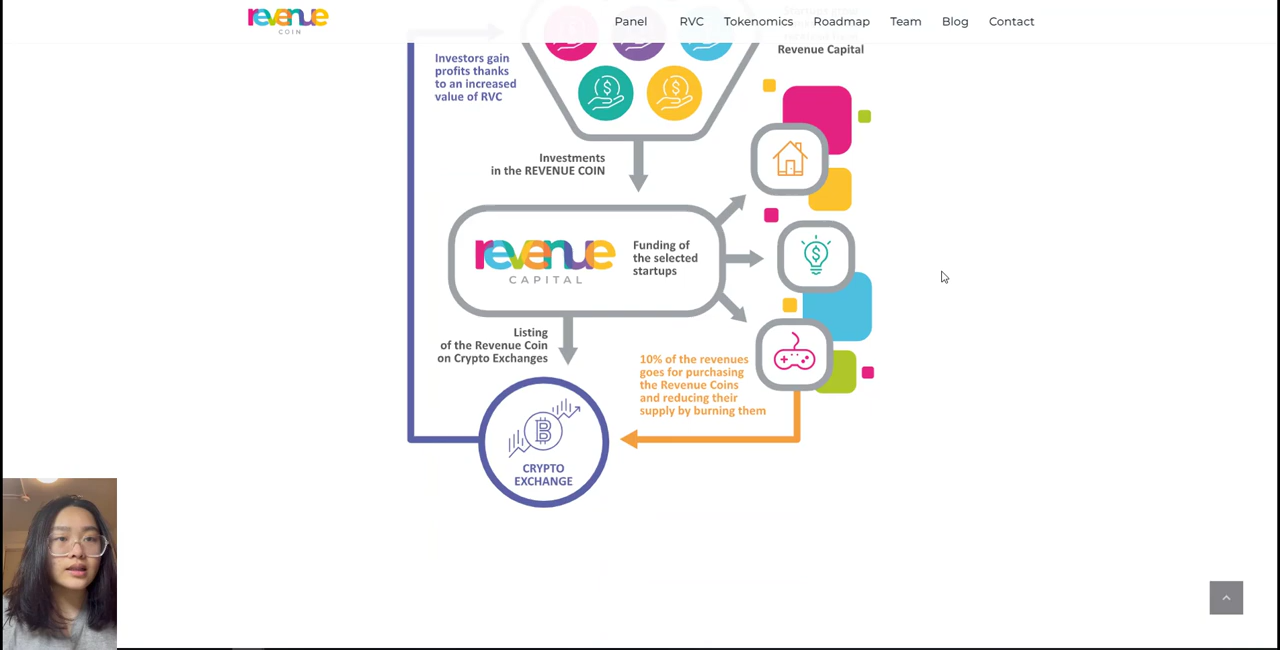 revenue
COIN
Panel
RVC
Tokenomics
Roadmap
Team
Blog
Contact
Revenue Capital
Investors gain
profits thanks
to an increased
value of RVC
Investments
in the REVENUE COIN
revenue
CAPITAL
Funding of
the selected
startups
Listing
of the Revenue Coin
on Crypto Exchanges
10% of the revenues
goes for purchasing
the Revenue Coins
and reducing their
supply by burning them
CRYPTO
EXCHANGE